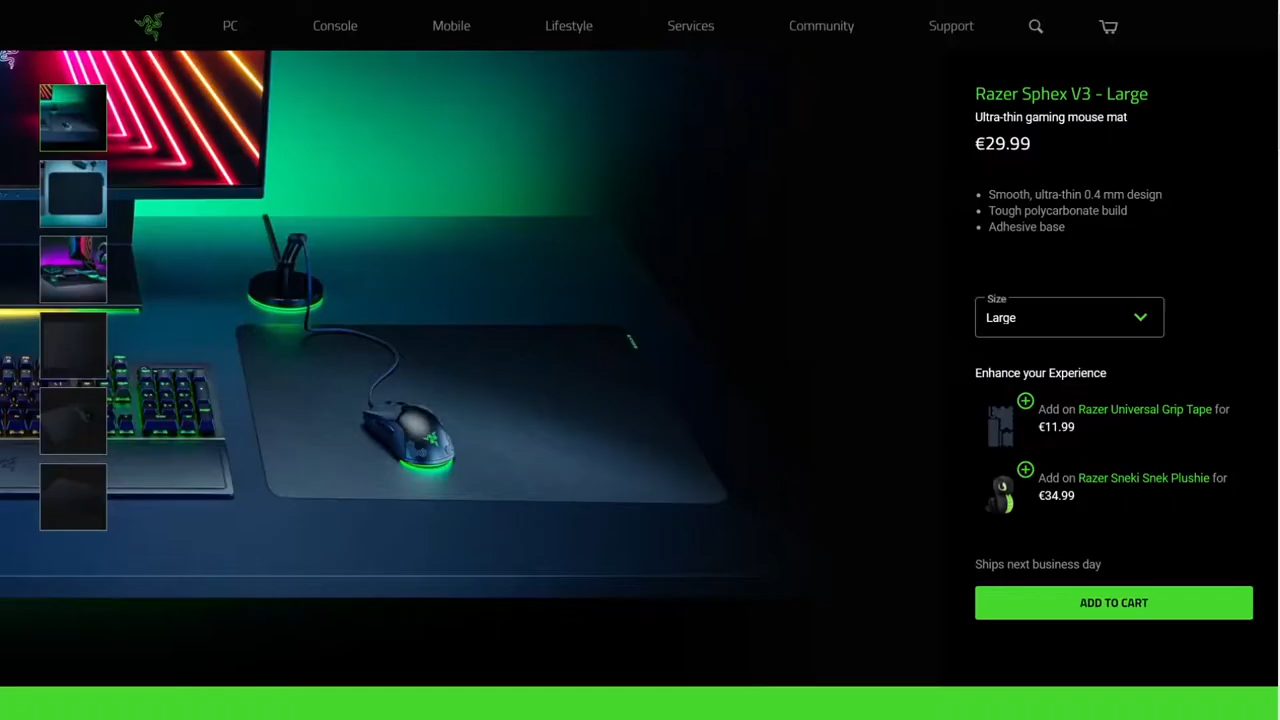 PC
Console
Mobile
Lifestyle
Services
Community
Support
Razer Sphex V3 - Large
Ultra-thin gaming mouse mat
€29.99
Smooth, ultra-thin 0.4 mm design
Tough polycarbonate build
Adhesive base
Size
Large
Enhance your Experience
Add on Razer Universal Grip Tape for
€11.99
Add on Razer Sneki Snek Plushie for
€34.99
Ships next business day
ADD TO CART